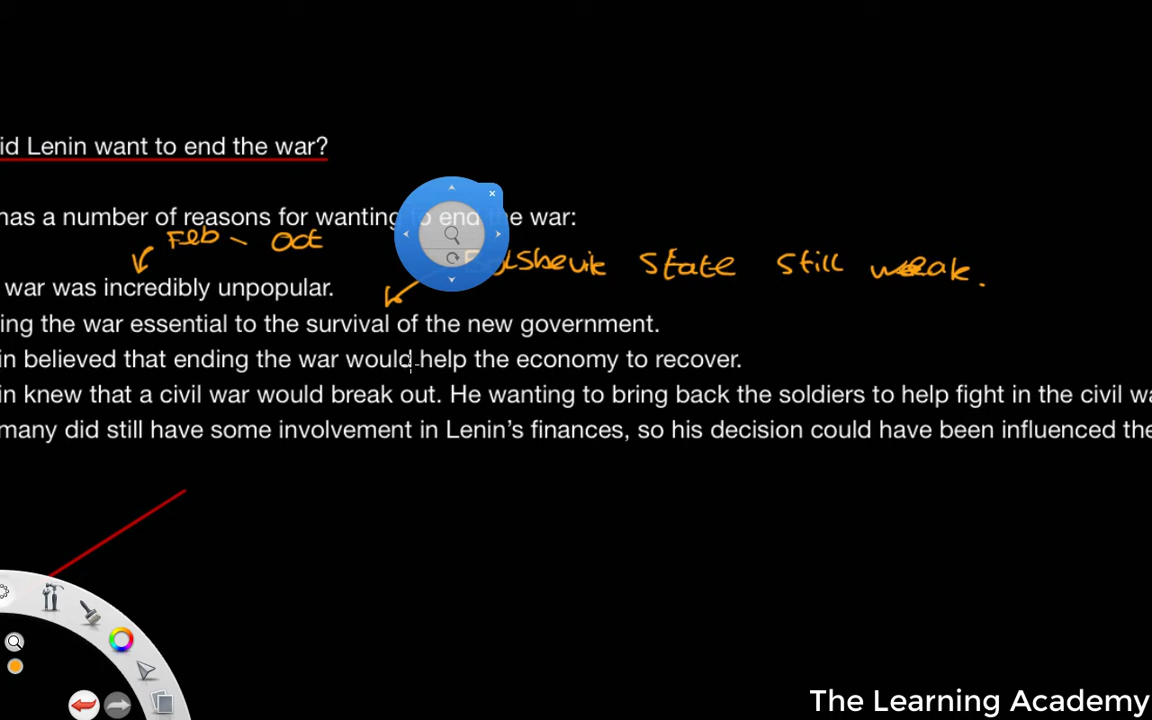 id Lenin want to end the war?
has a number of reasons for wanting to end the war:
Feb - Oct
Bolshevik State still weak.
war was incredibly unpopular.
ing the war essential to the survival of the new government.
in believed that ending the war would help the economy to recover.
in knew that a civil war would break out. He wanting to bring back the soldiers to help fight in the civil wa
many did still have some involvement in Lenin's finances, so his decision could have been influenced the
The Learning Academy